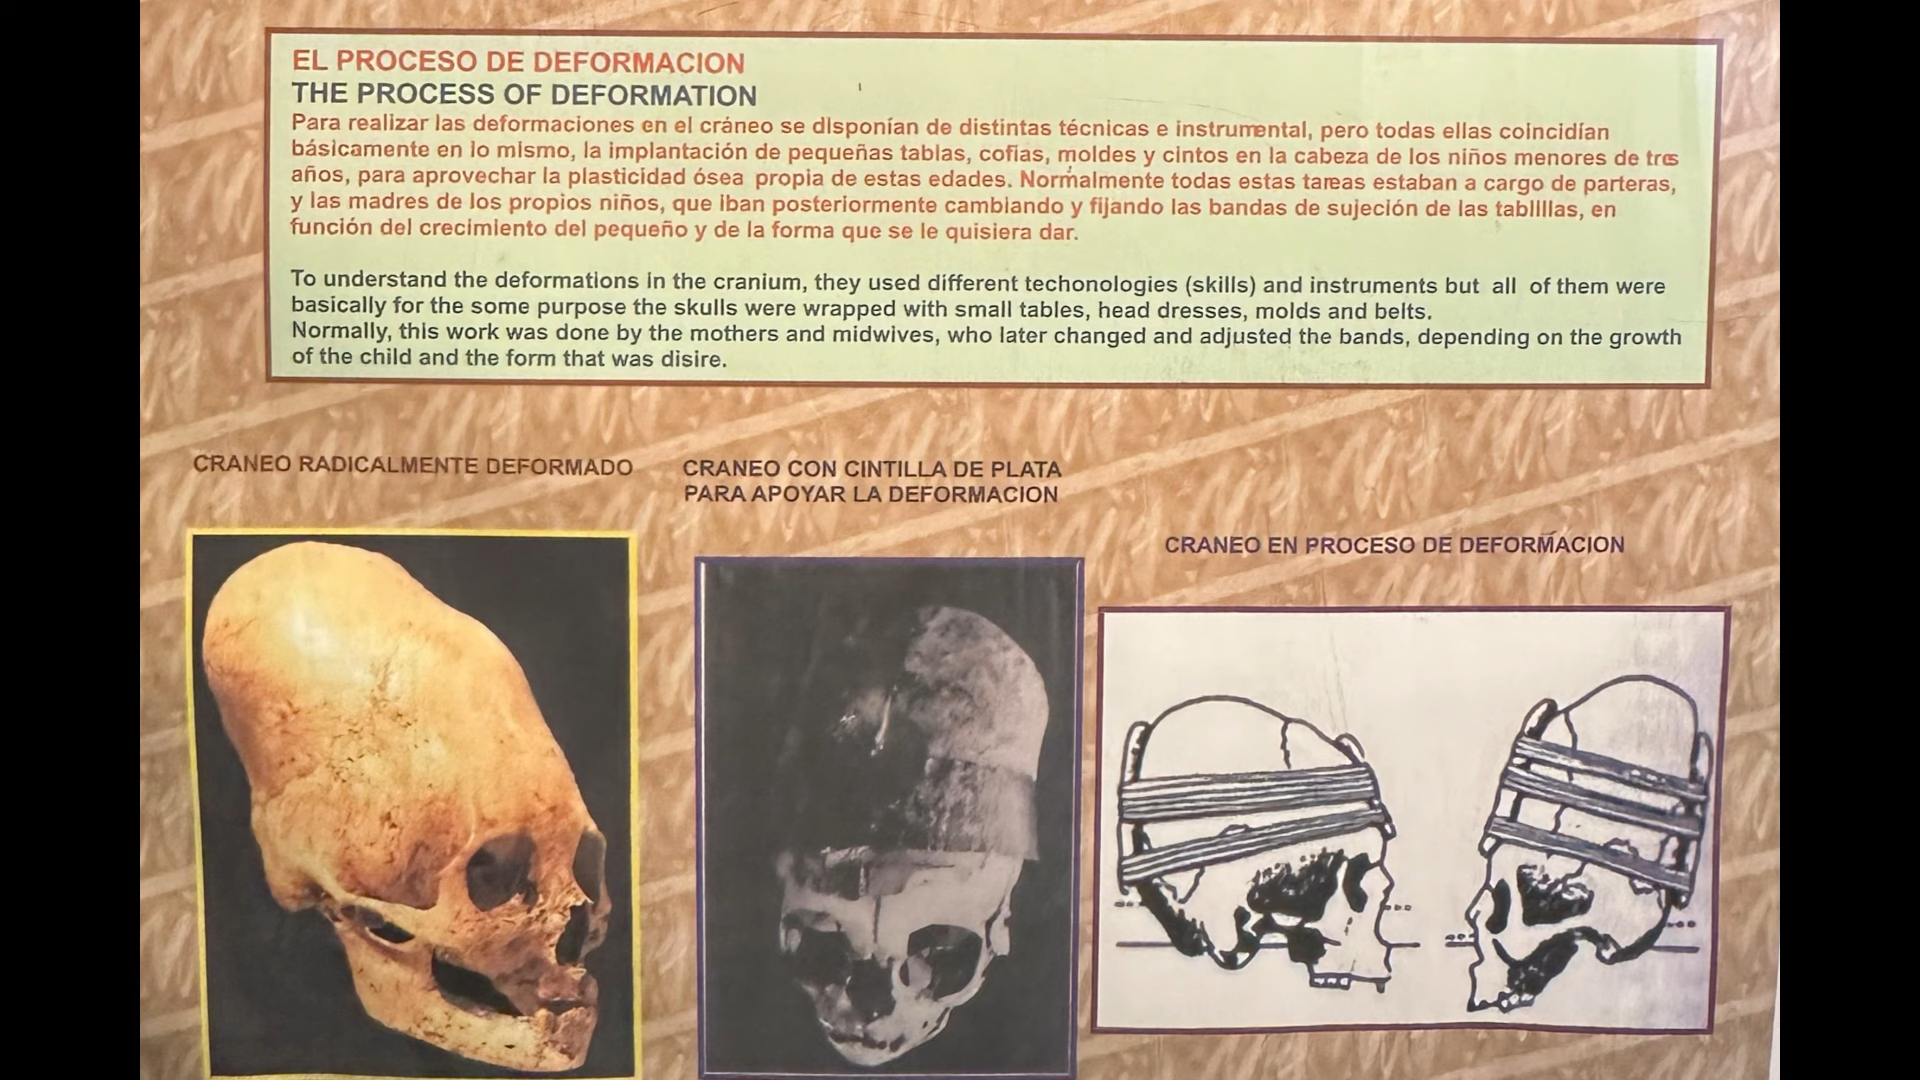 EL PROCESO DE DEFORMACION
THE PROCESS OF DEFORMATION
Para realizar las deformaciones en el cráneo se disponían de distintas técnicas e instrumental, pero todas ellas coincidían
básicamente en lo mismo, la implantación de pequeñas tablas, cofias, moldes y cintos en la cabeza de los niños menores de tres
años, para aprovechar la plasticidad ósea propia de estas edades. Normalmente todas estas tareas estaban a cargo de parteras,
y las madres de los propios niños, que iban posteriormente cambiando y fijando las bandas de sujeción de las tablillas, en
función del crecimiento del pequeño y de la forma que se le quisiera dar.
To understand the deformations in the cranium, they used different techonologies (skills) and instruments but all of them were
basically for the some purpose the skulls were wrapped with small tables, head dresses, molds and belts.
Normally, this work was done by the mothers and midwives, who later changed and adjusted the bands, depending on the growth
of the child and the form that was disire.
CRANEO RADICALMENTE DEFORMADO
CRANEO CON CINTILLA DE PLATA
PARA APOYAR LA DEFORMACION
CRANEO EN PROCESO DE DEFORMACION